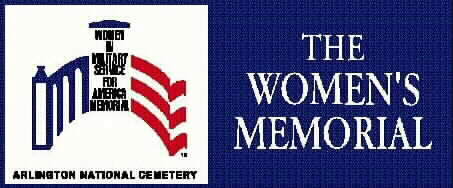 WOMEN
IN
MILITARY
SERVICE
FOR
AMERICA
MEMORIAL
ARLINGTON NATIONAL CEMETERY
THE
WOMEN'S
MEMORIAL